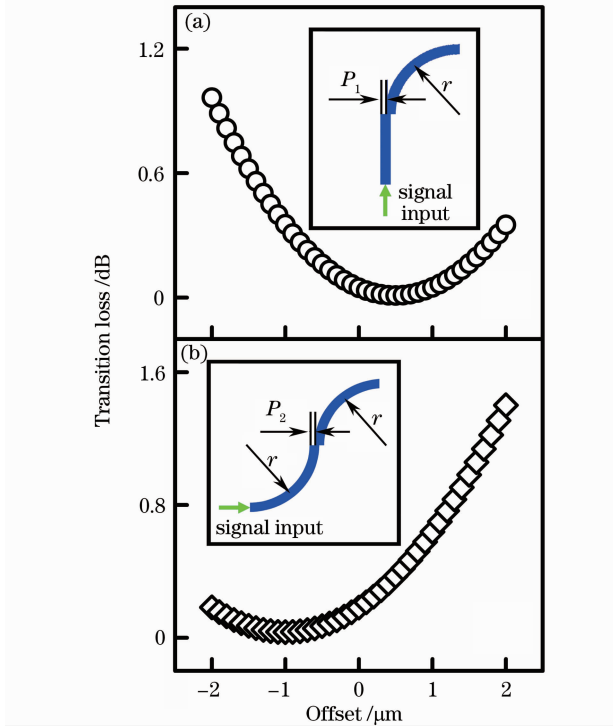 (a)
1.2
0.6
0
P1
r
signal
input
Transition loss /dB
(b)
1.6
0.8
0
P2
r
r
signal input
−2 −1 0 1 2
Offset /μm